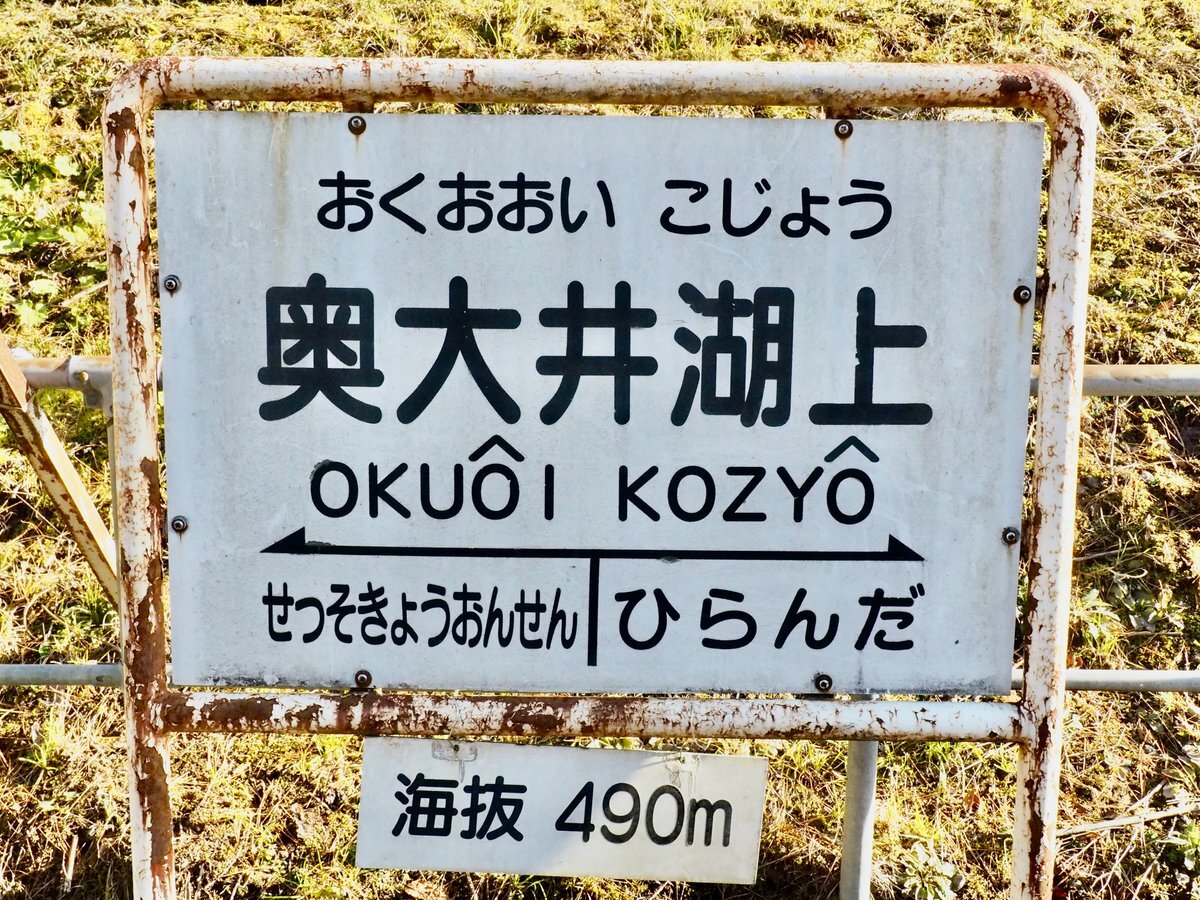 おくおおい こじょう
奥大井湖上
OKUÔI KOZYÔ
せっそきょうおんせん ひらんだ
海抜 490m